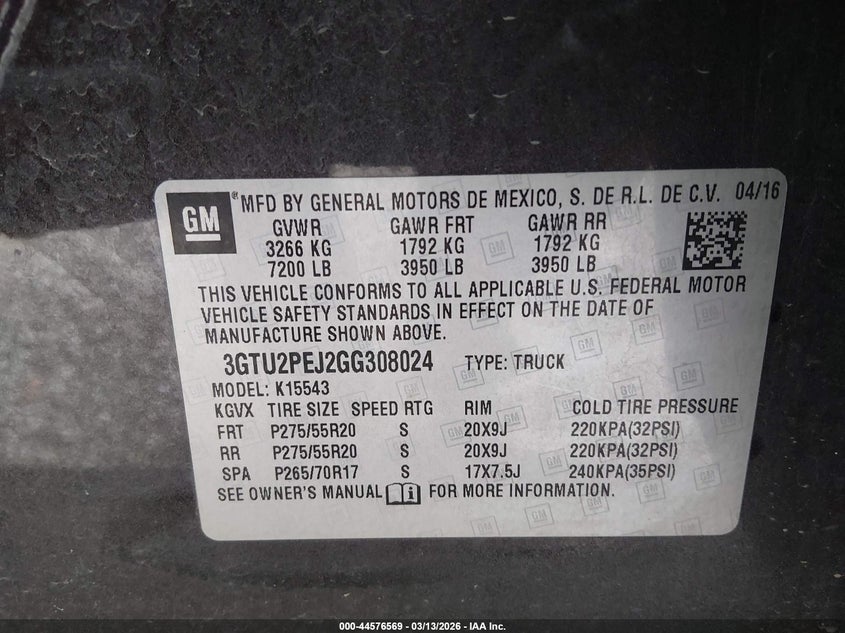 GM ® MFD BY GENERAL MOTORS DE MEXICO, S. DE R.L. DE C.V. 04/16
GVWR GAWR FRT GAWR RR
3266 KG 1792 KG 1792 KG
7200 LB 3950 LB 3950 LB
THIS VEHICLE CONFORMS TO ALL APPLICABLE U.S. FEDERAL MOTOR
VEHICLE SAFETY STANDARDS IN EFFECT ON THE DATE OF
MANUFACTURE SHOWN ABOVE.
3GTU2PEJ2GG308024 TYPE: TRUCK
MODEL: K15543
KGVX TIRE SIZE SPEED RTG RIM COLD TIRE PRESSURE
FRT P275/55R20 S 20X9J 220KPA(32PSI)
RR P275/55R20 S 20X9J 220KPA(32PSI)
SPA P265/70R17 S 17X7.5J 240KPA(35PSI)
SEE OWNER'S MANUAL FOR MORE INFORMATION.
000-44576569 - 03/13/2026 - IAA Inc.